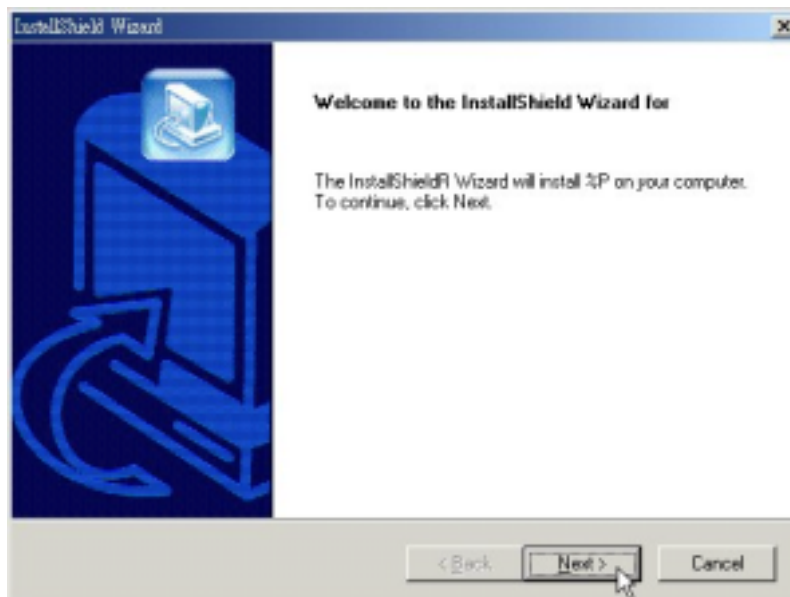 InstallShield Wizard
Welcome to the InstallShield Wizard for
The InstallShieldR Wizard will install %P on your computer.
To continue, click Next.
< Back
Next >
Cancel